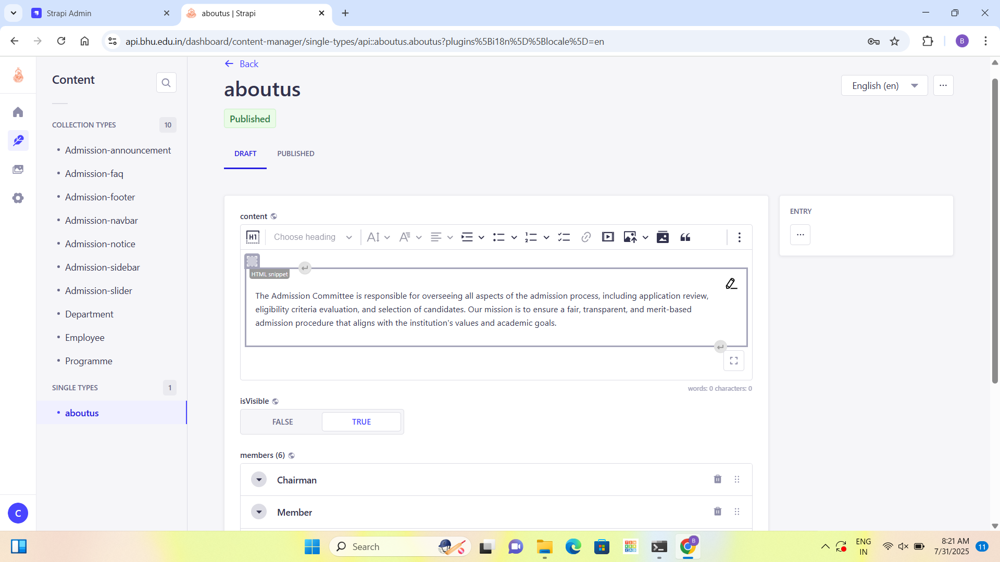 Strapi Admin
aboutus | Strapi
api.bhu.edu.in/dashboard/content-manager/single-types/api::aboutus.aboutus?plugins%5Bi18n%5D%5Blocale%5D=en
B
Content
COLLECTION TYPES 10
Admission-announcement
Admission-faq
Admission-footer
Admission-navbar
Admission-notice
Admission-sidebar
Admission-slider
Department
Employee
Programme
SINGLE TYPES 1
aboutus
C
Back
aboutus
English (en)
Published
DRAFT
PUBLISHED
content
H1 Choose heading
HTML snippet
The Admission Committee is responsible for overseeing all aspects of the admission process, including application review,
eligibility criteria evaluation, and selection of candidates. Our mission is to ensure a fair, transparent, and merit-based
admission procedure that aligns with the institution's values and academic goals.
words: 0 characters: 0
isVisible
FALSE
TRUE
members (6)
Chairman
Member
ENTRY
Search
TINKERCAD
B
ENG
IN
8:21 AM
7/31/2025
11